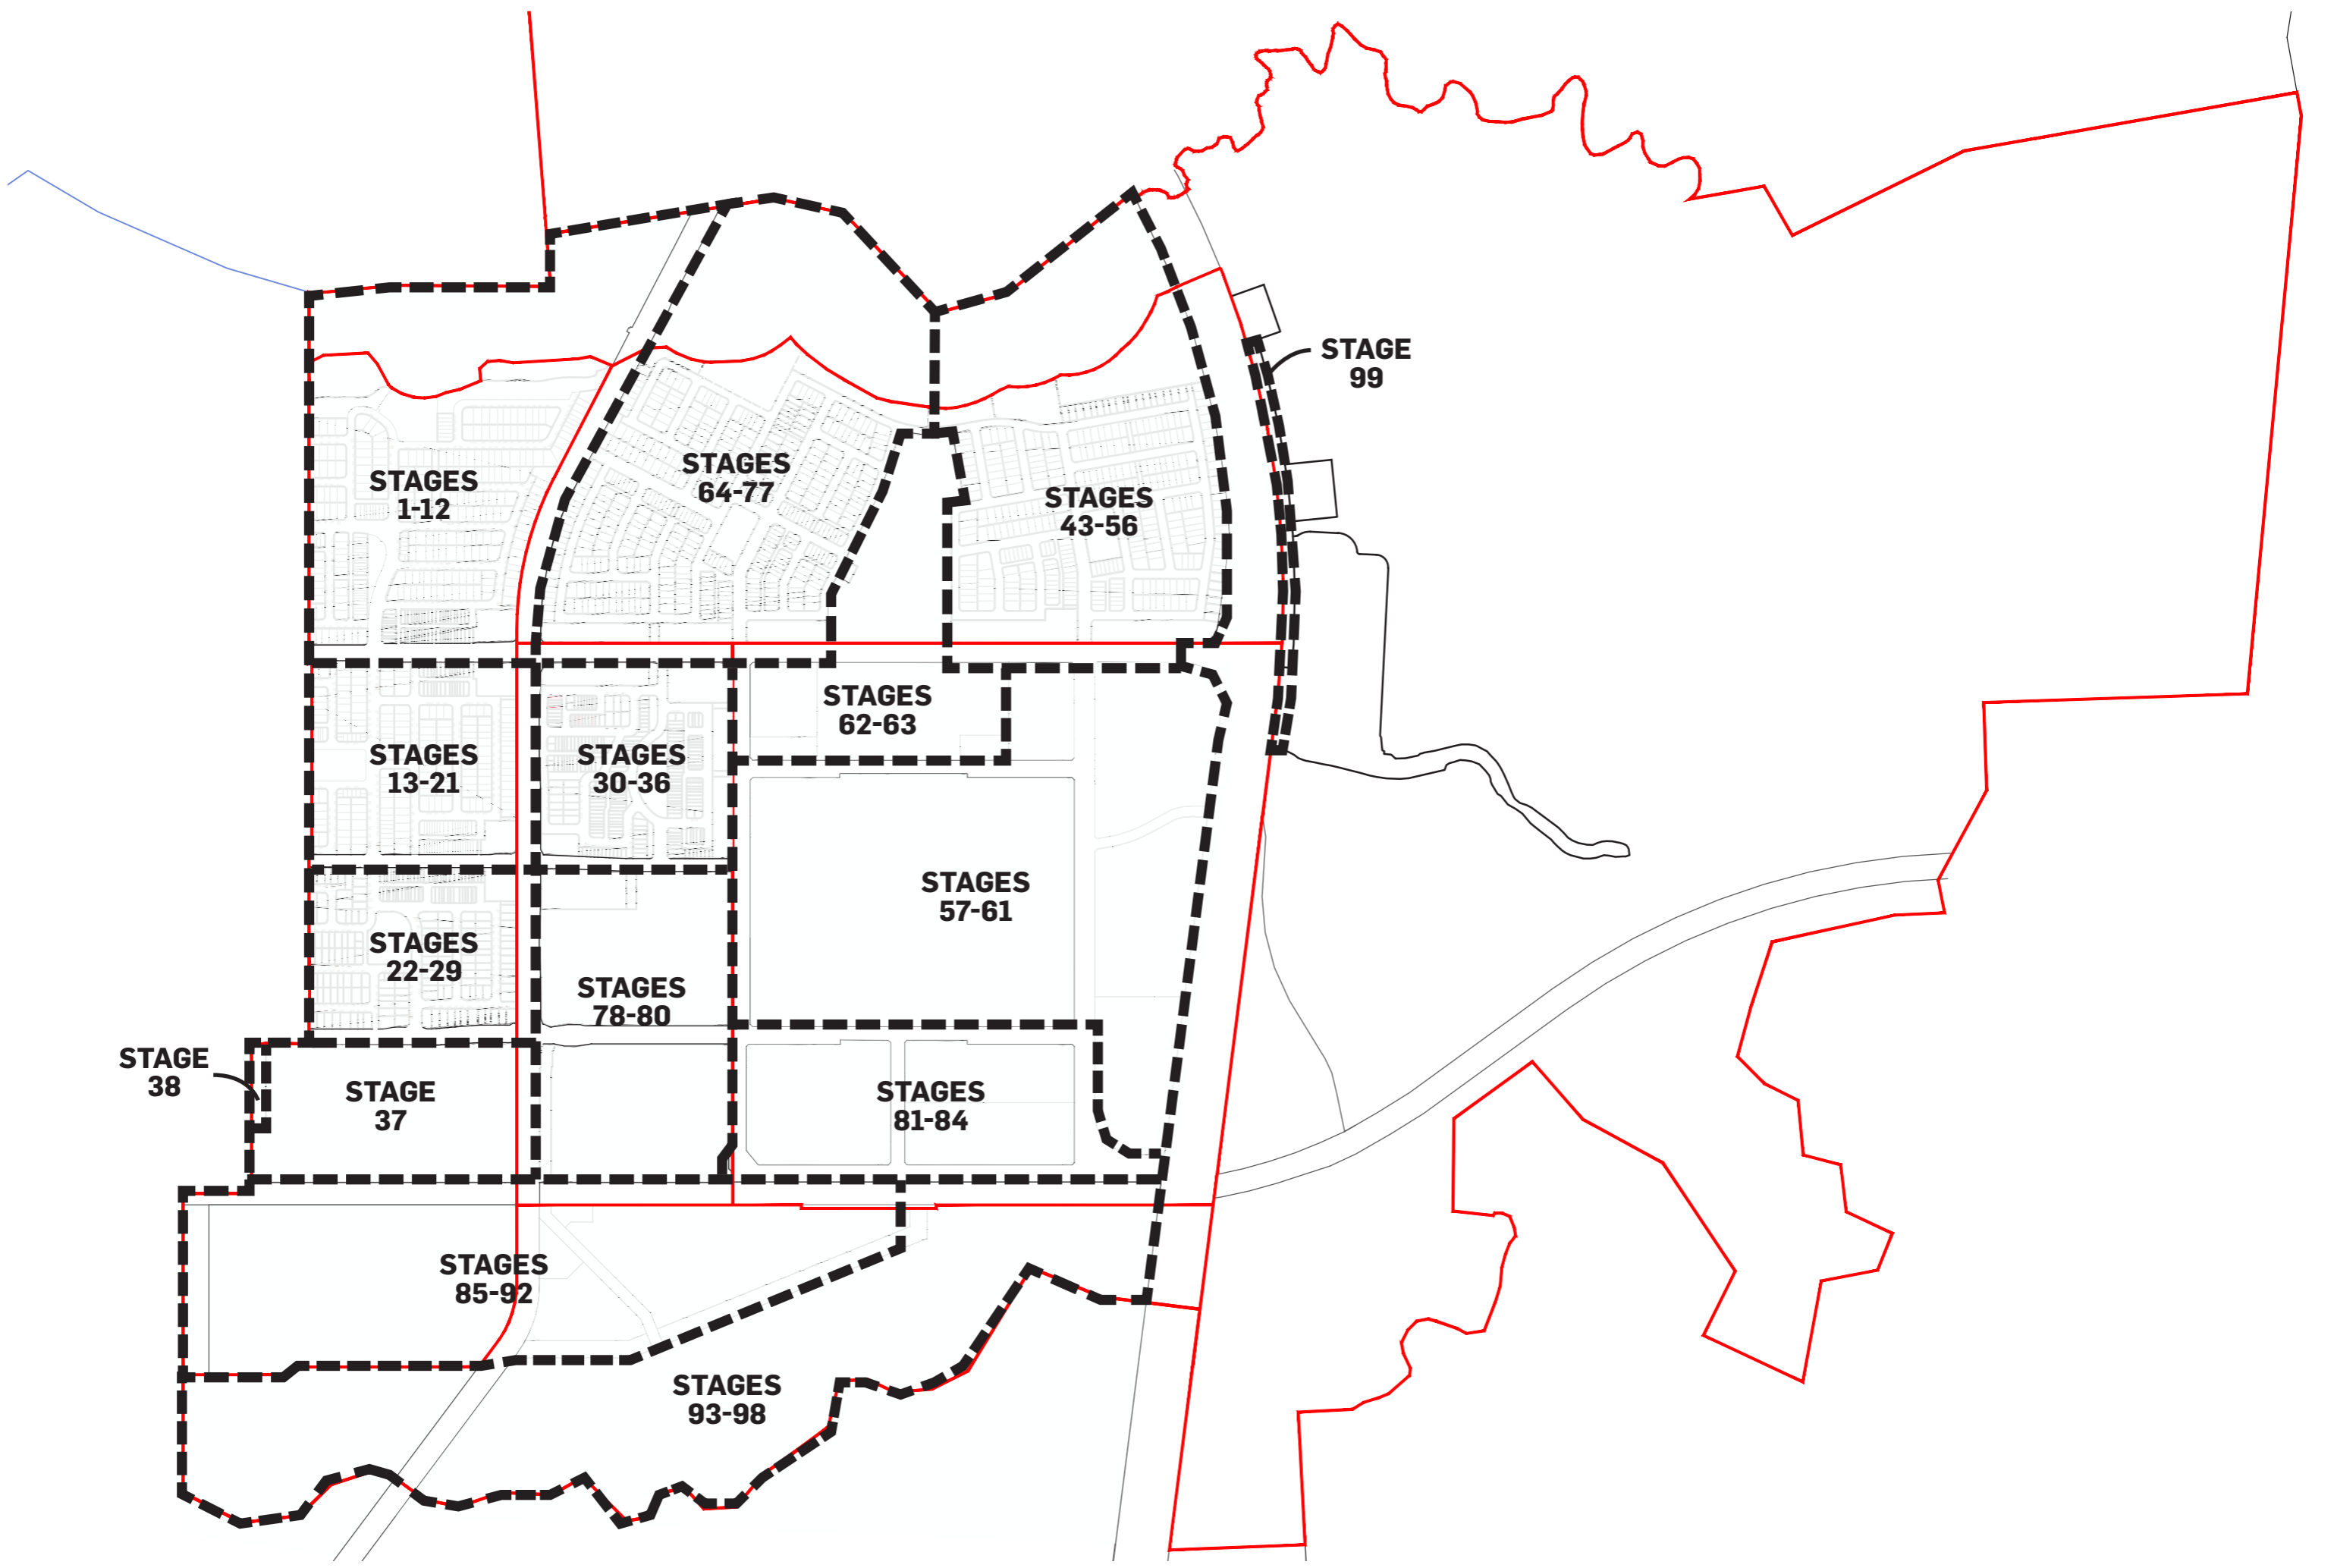 STAGE
99
STAGES
64-77
STAGES
1-12
STAGES
43-56
STAGES
62-63
STAGES
13-21
STAGES
30-36
STAGES
57-61
STAGES
22-29
STAGES
78-80
STAGE
38
STAGE
37
STAGES
81-84
STAGES
85-92
STAGES
93-98